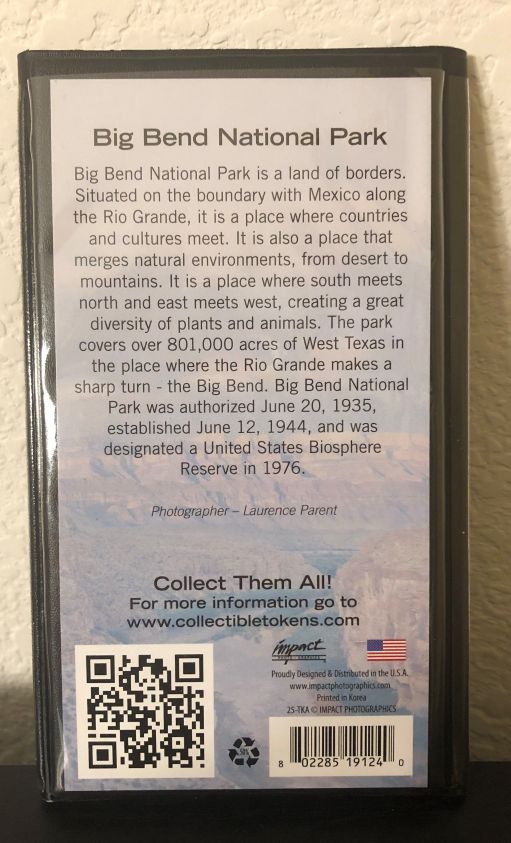 Big Bend National Park
Big Bend National Park is a land of borders.
Situated on the boundary with Mexico along
the Rio Grande, it is a place where countries
and cultures meet. It is also a place that
merges natural environments, from desert to
mountains. It is a place where south meets
north and east meets west, creating a great
diversity of plants and animals. The park
covers over 801,000 acres of West Texas in
the place where the Rio Grande makes a
sharp turn - the Big Bend. Big Bend National
Park was authorized June 20, 1935,
established June 12, 1944, and was
designated a United States Biosphere
Reserve in 1976.
Photographer – Laurence Parent
Collect Them All!
For more information go to
www.collectibletokens.com
impact
PHOTO GRAPHICS
Proudly Designed & Distributed in the U.S.A.
www.impactphotographics.com
Printed in Korea
25-TKA © IMPACT PHOTOGRAPHICS
50%
8 02285 19124 0